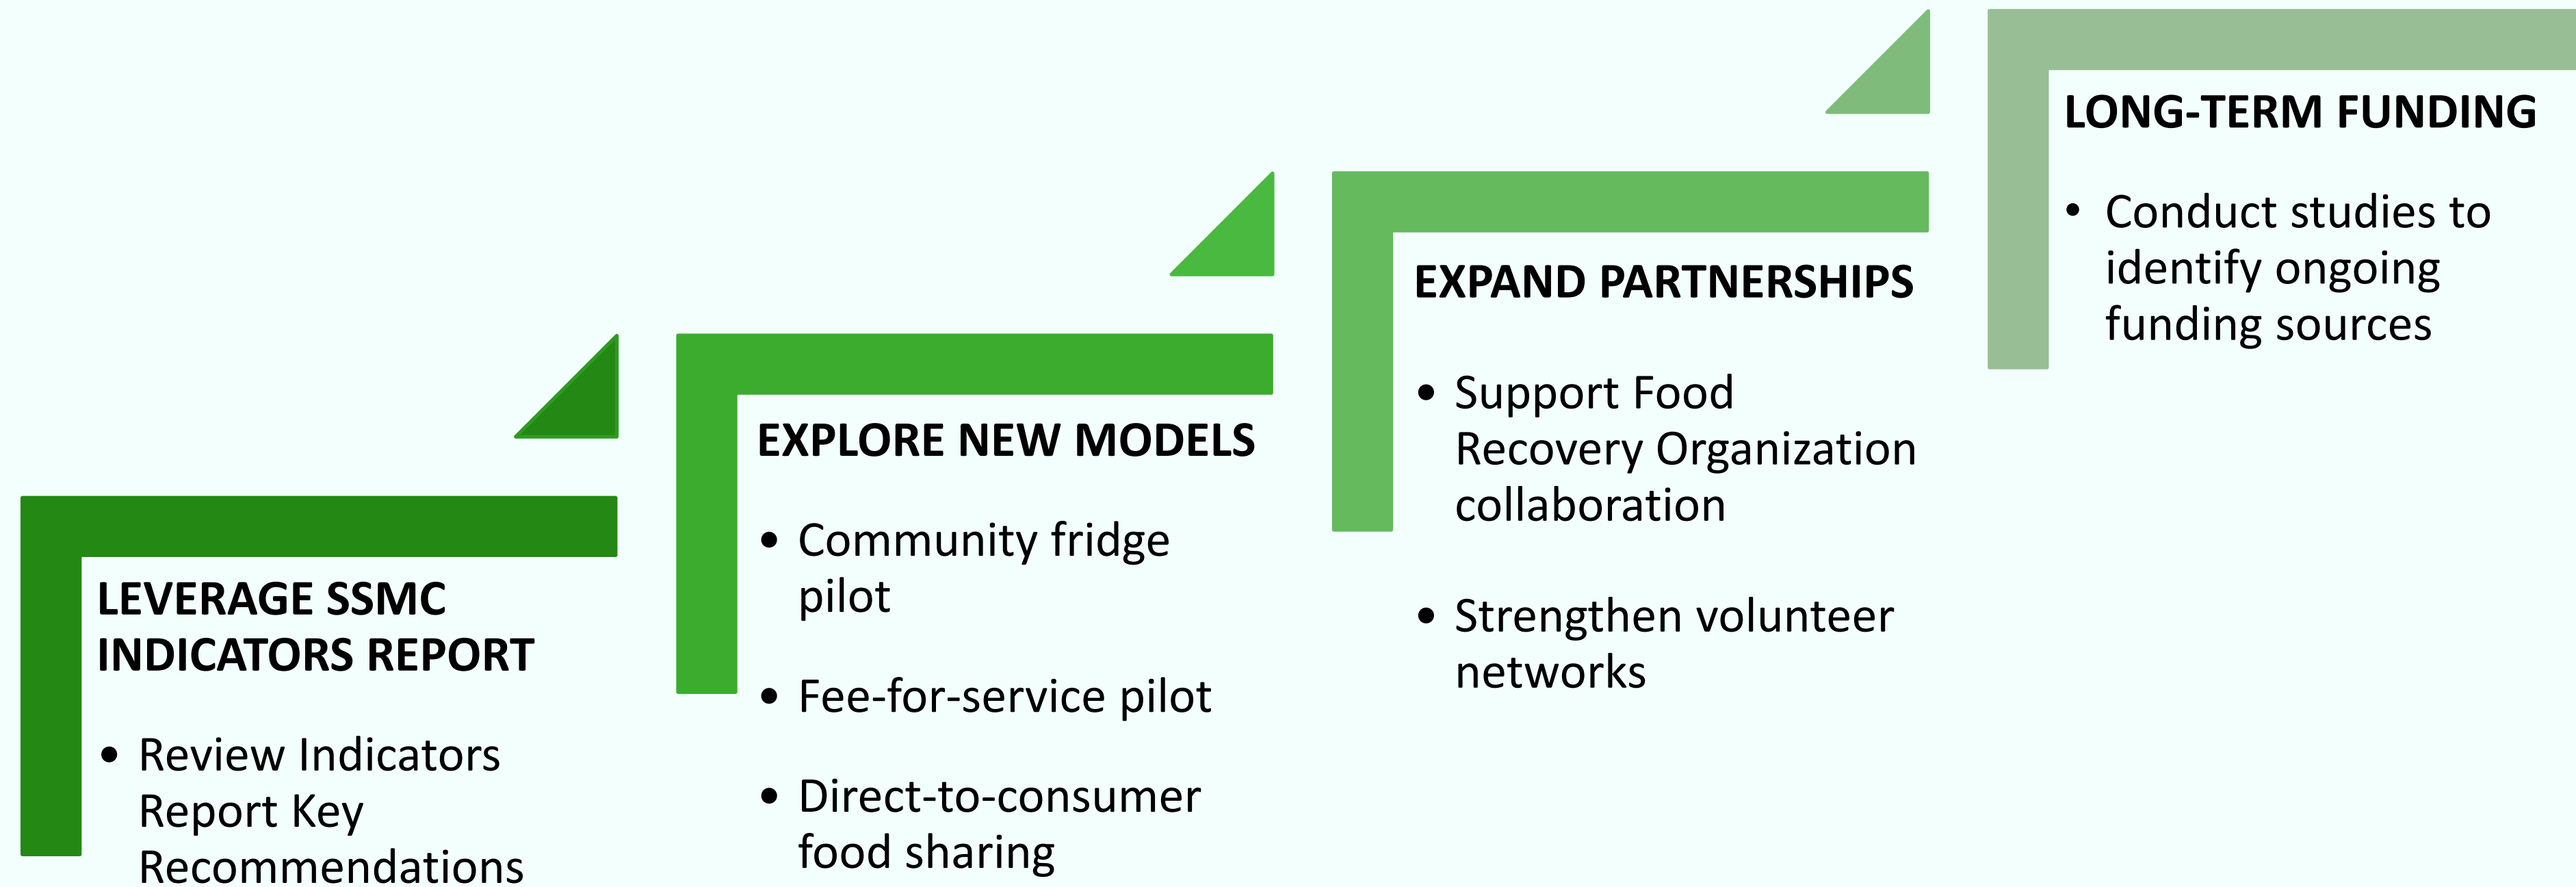 LEVERAGE SSMC
INDICATORS REPORT
• Review Indicators
Report Key
Recommendations
EXPLORE NEW MODELS
• Community fridge
pilot
• Fee-for-service pilot
• Direct-to-consumer
food sharing
EXPAND PARTNERSHIPS
• Support Food
Recovery Organization
collaboration
• Strengthen volunteer
networks
LONG-TERM FUNDING
• Conduct studies to
identify ongoing
funding sources